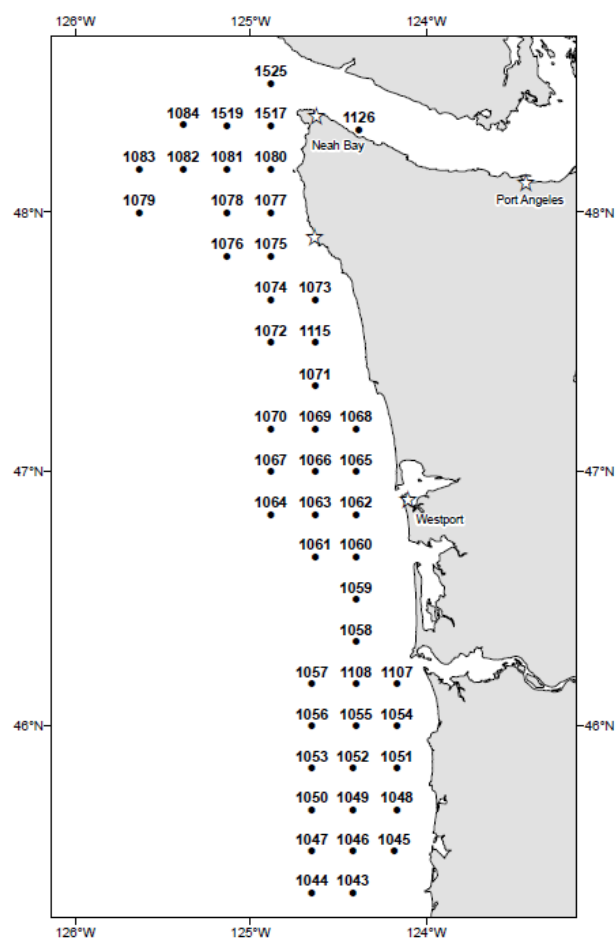 126°W 125°W 124°W
1525
1084 1519 1517 1126
Neah Bay
1083 1082 1081 1080
Port Angeles
1079 1078 1077
48°N 48°N
1076 1075
1074 1073
1072 1115
1071
1070 1069 1068
1067 1066 1065
47°N 47°N
1064 1063 1062
Westport
1061 1060
1059
1058
1057 1108 1107
1056 1055 1054
46°N 46°N
1053 1052 1051
1050 1049 1048
1047 1046 1045
1044 1043
126°W 125°W 124°W